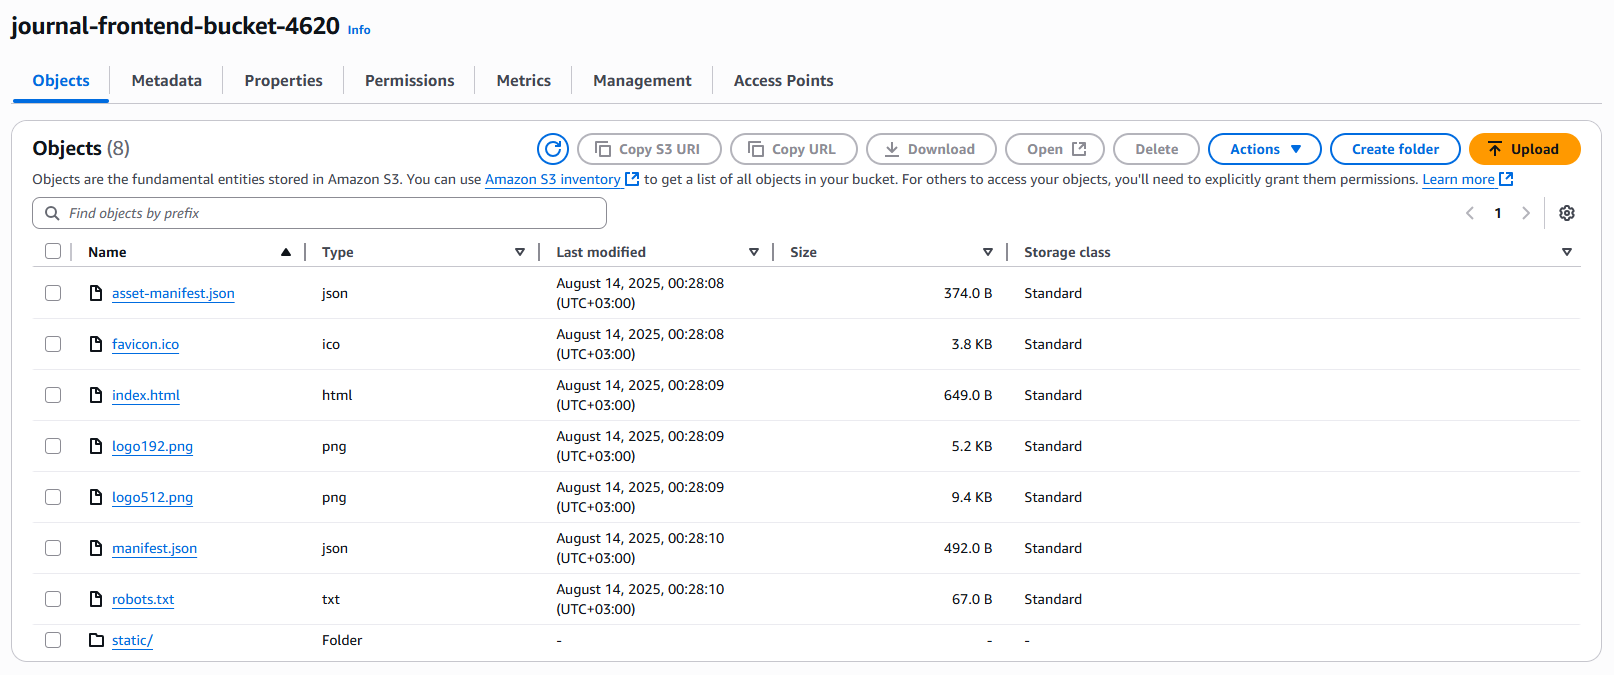 journal-frontend-bucket-4620 Info
Objects Metadata Properties Permissions Metrics Management Access Points
Objects (8) Copy S3 URI Copy URL Download Open Delete Actions Create folder Upload
Objects are the fundamental entities stored in Amazon S3. You can use Amazon S3 inventory to get a list of all objects in your bucket. For others to access your objects, you'll need to explicitly grant them permissions. Learn more
Find objects by prefix 1
Name Type Last modified Size Storage class
asset-manifest.json json August 14, 2025, 00:28:08 (UTC+03:00) 374.0 B Standard
favicon.ico ico August 14, 2025, 00:28:08 (UTC+03:00) 3.8 KB Standard
index.html html August 14, 2025, 00:28:09 (UTC+03:00) 649.0 B Standard
logo192.png png August 14, 2025, 00:28:09 (UTC+03:00) 5.2 KB Standard
logo512.png png August 14, 2025, 00:28:09 (UTC+03:00) 9.4 KB Standard
manifest.json json August 14, 2025, 00:28:10 (UTC+03:00) 492.0 B Standard
robots.txt txt August 14, 2025, 00:28:10 (UTC+03:00) 67.0 B Standard
static/ Folder - - -